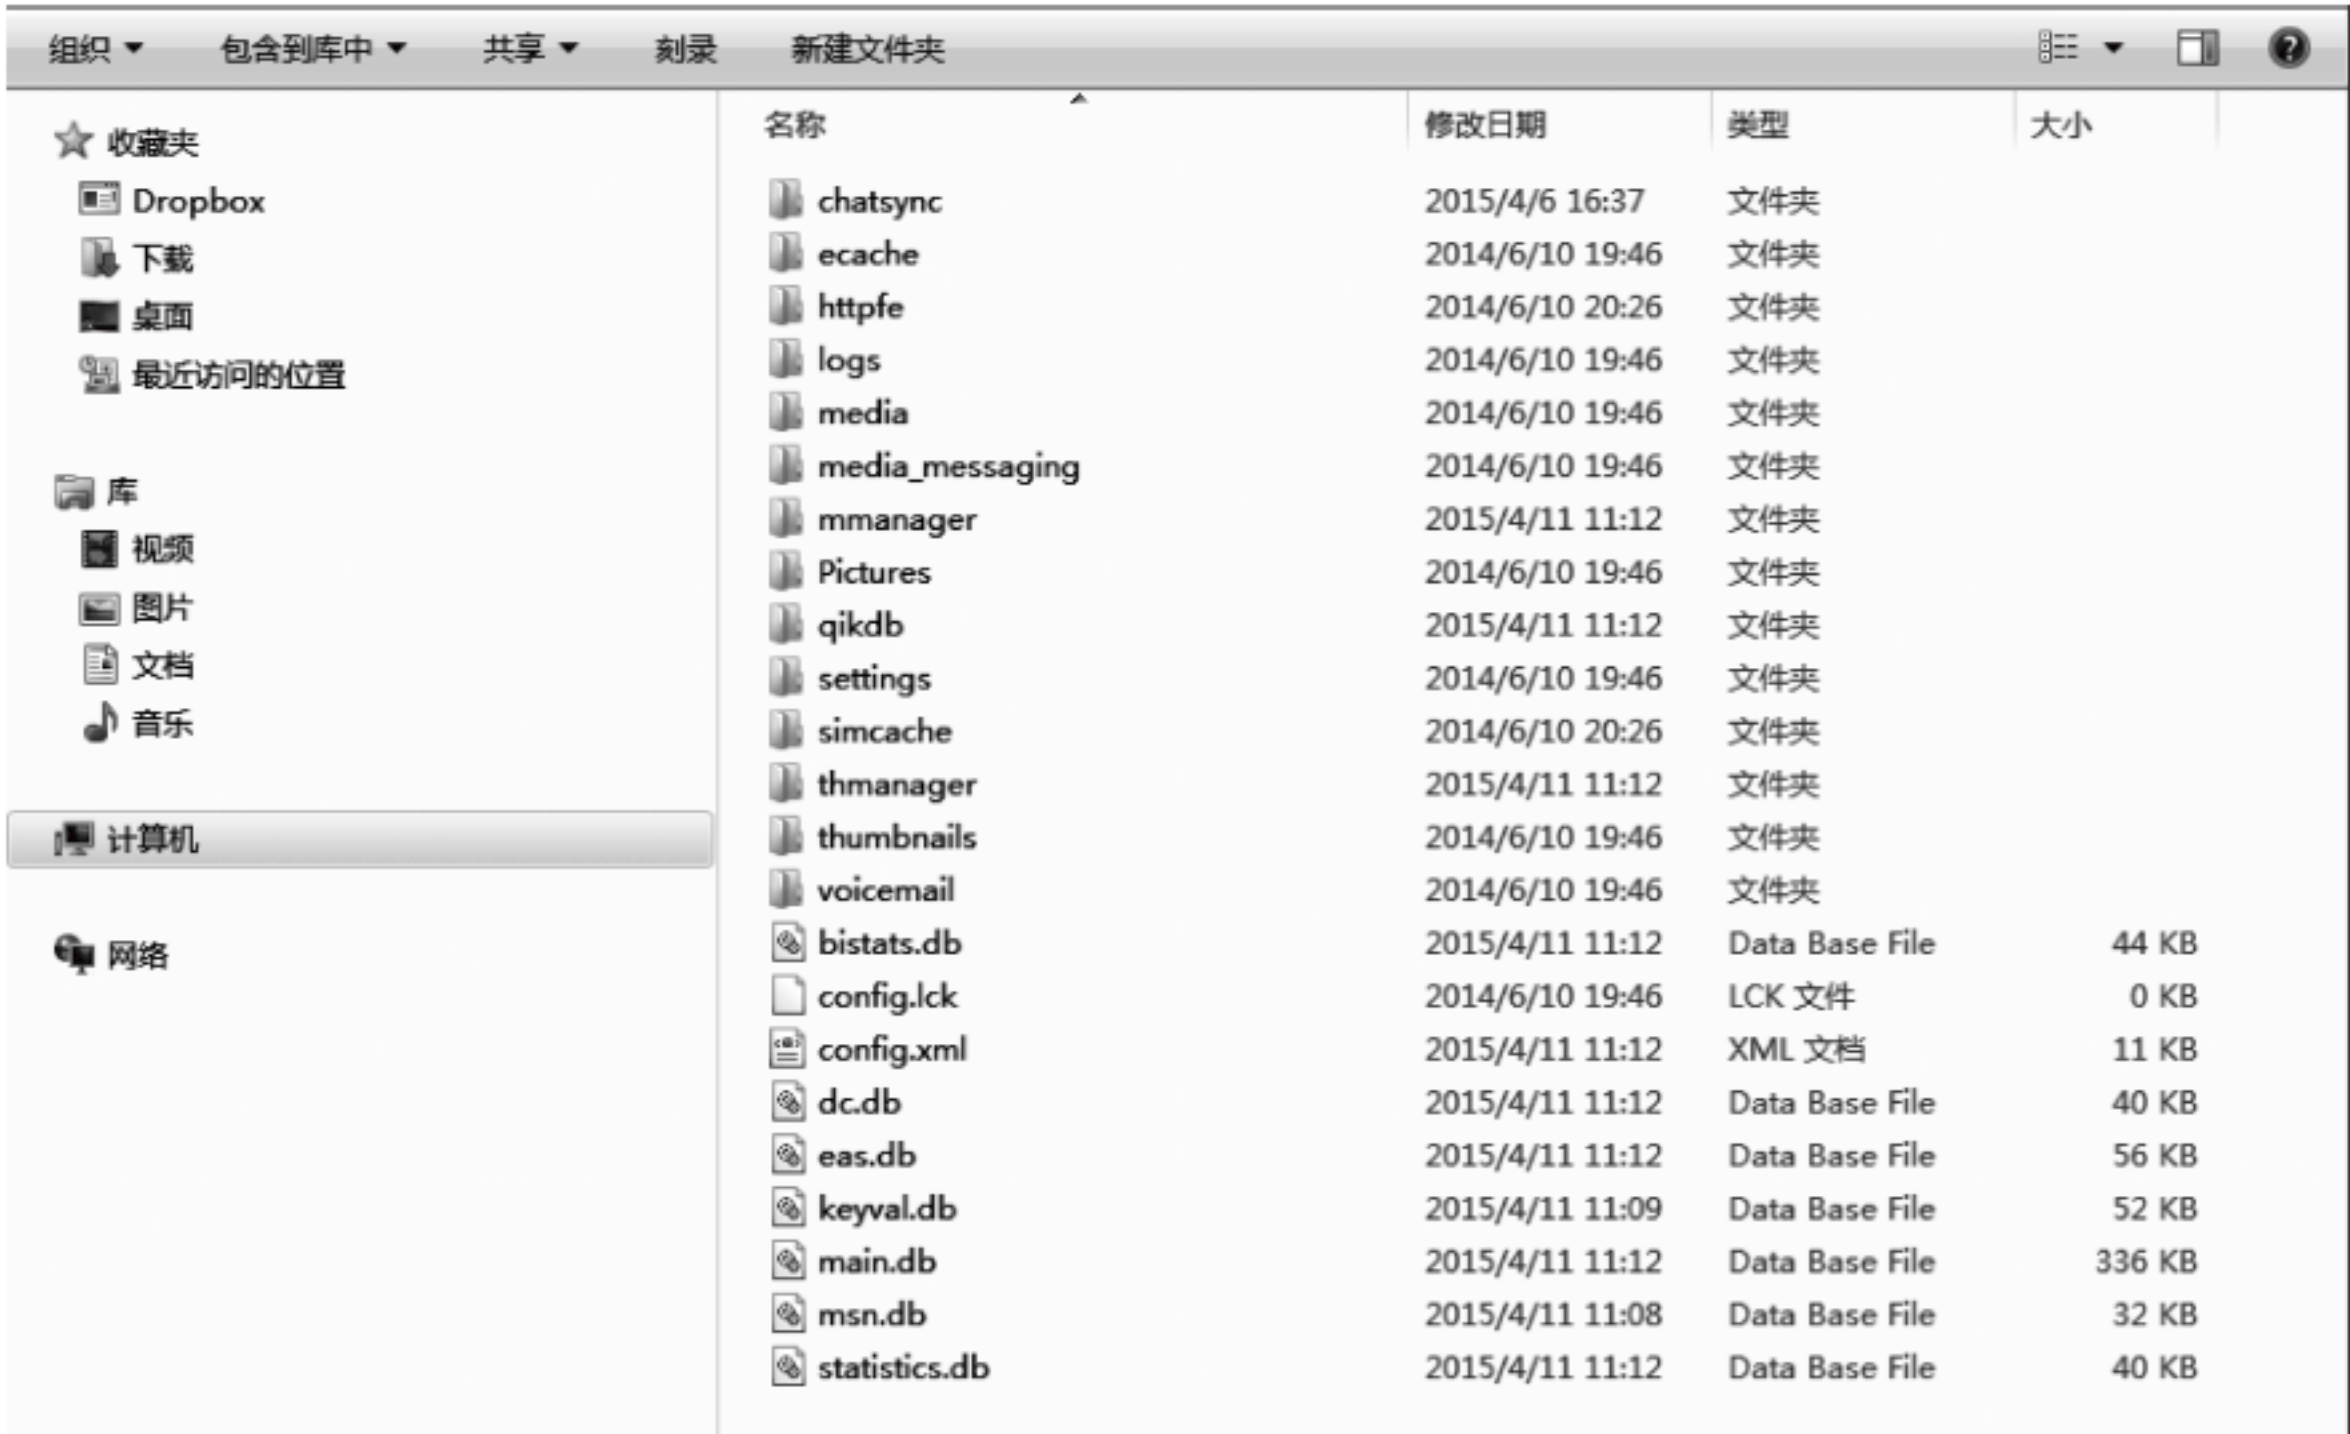 组织 包含到库中 共享 刻录 新建文件夹
收藏夹
Dropbox
下载
桌面
最近访问的位置
库
视频
图片
文档
音乐
计算机
网络
名称 修改日期 类型 大小
chatsync 2015/4/6 16:37 文件夹
ecache 2014/6/10 19:46 文件夹
httpfe 2014/6/10 20:26 文件夹
logs 2014/6/10 19:46 文件夹
media 2014/6/10 19:46 文件夹
media_messaging 2014/6/10 19:46 文件夹
mmanager 2015/4/11 11:12 文件夹
Pictures 2014/6/10 19:46 文件夹
qikdb 2015/4/11 11:12 文件夹
settings 2014/6/10 19:46 文件夹
simcache 2014/6/10 20:26 文件夹
thmanager 2015/4/11 11:12 文件夹
thumbnails 2014/6/10 19:46 文件夹
voicemail 2014/6/10 19:46 文件夹
bistats.db 2015/4/11 11:12 Data Base File 44 KB
config.lck 2014/6/10 19:46 LCK 文件 0 KB
config.xml 2015/4/11 11:12 XML 文档 11 KB
dc.db 2015/4/11 11:12 Data Base File 40 KB
eas.db 2015/4/11 11:12 Data Base File 56 KB
keyval.db 2015/4/11 11:09 Data Base File 52 KB
main.db 2015/4/11 11:12 Data Base File 336 KB
msn.db 2015/4/11 11:08 Data Base File 32 KB
statistics.db 2015/4/11 11:12 Data Base File 40 KB